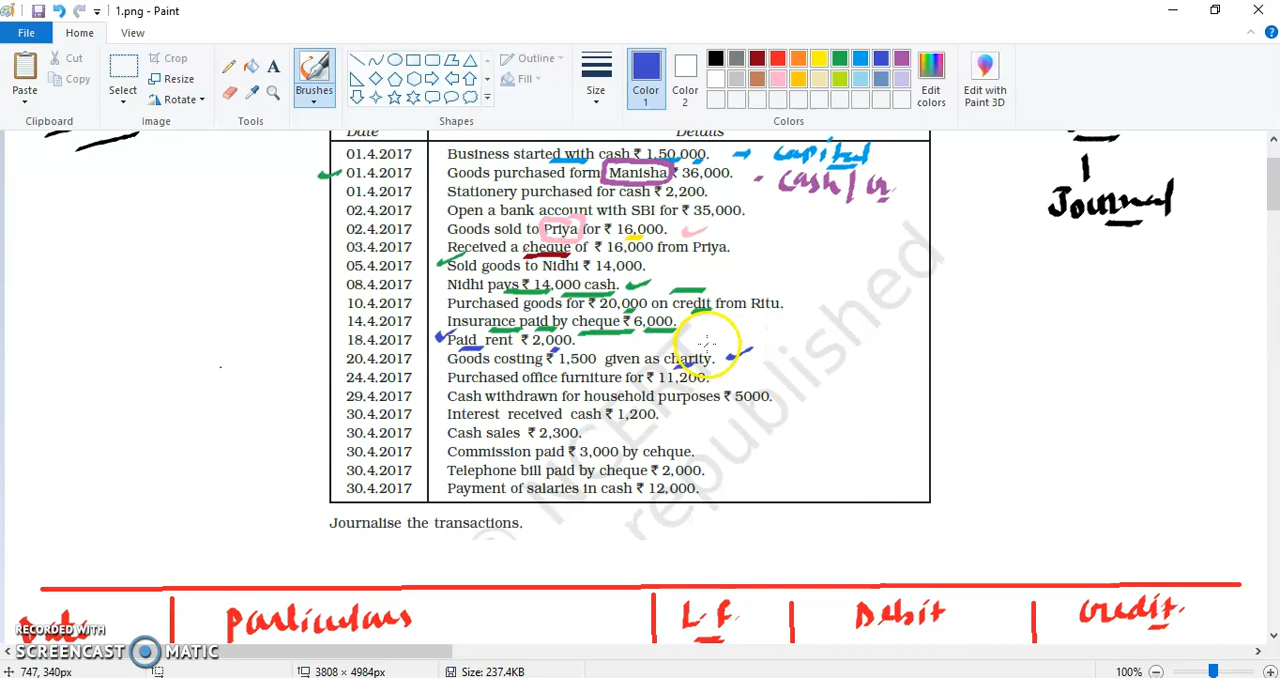 1.png - Paint
File Home View
Paste Cut Copy Clipboard
Select Crop Resize Rotate Image
Tools
Brushes
Outline Fill Shapes
Size
Color 1 Color 2 Edit colors Colors
Edit with Paint 3D
Date Details
01.4.2017 Business started with cash ₹ 1,50,000. → Capital
01.4.2017 Goods purchased form Manisha ₹ 36,000. - Cash / Cr
01.4.2017 Stationery purchased for cash ₹ 2,200.
Journal
02.4.2017 Open a bank account with SBI for ₹ 35,000.
02.4.2017 Goods sold to Priya for ₹ 16,000.
03.4.2017 Received a cheque of ₹ 16,000 from Priya.
05.4.2017 Sold goods to Nidhi ₹ 14,000.
08.4.2017 Nidhi pays ₹ 14,000 cash.
10.4.2017 Purchased goods for ₹ 20,000 on credit from Ritu.
14.4.2017 Insurance paid by cheque ₹ 6,000.
18.4.2017 Paid rent ₹ 2,000.
20.4.2017 Goods costing ₹ 1,500 given as charity.
24.4.2017 Purchased office furniture for ₹ 11,200.
29.4.2017 Cash withdrawn for household purposes ₹ 5000.
30.4.2017 Interest received cash ₹ 1,200.
30.4.2017 Cash sales ₹ 2,300.
30.4.2017 Commission paid ₹ 3,000 by cehque.
30.4.2017 Telephone bill paid by cheque ₹ 2,000.
30.4.2017 Payment of salaries in cash ₹ 12,000.
© NCERT
republished
Journalise the transactions.
Date Particulars L.F. Debit Credit.
RECORDED WITH
SCREENCAST MATIC
747, 340px 3808 × 4984px Size: 237.4KB 100%